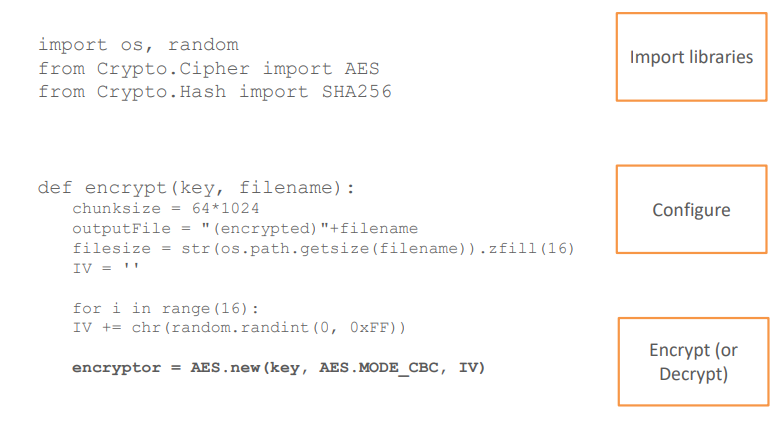 import os, random
from Crypto.Cipher import AES
from Crypto.Hash import SHA256
Import libraries
def encrypt(key, filename):
chunksize = 64*1024
outputFile = "(encrypted)"+filename
filesize = str(os.path.getsize(filename)).zfill(16)
IV = ''
Configure
for i in range(16):
IV += chr(random.randint(0, 0xFF))
encryptor = AES.new(key, AES.MODE_CBC, IV)
Encrypt (or
Decrypt)